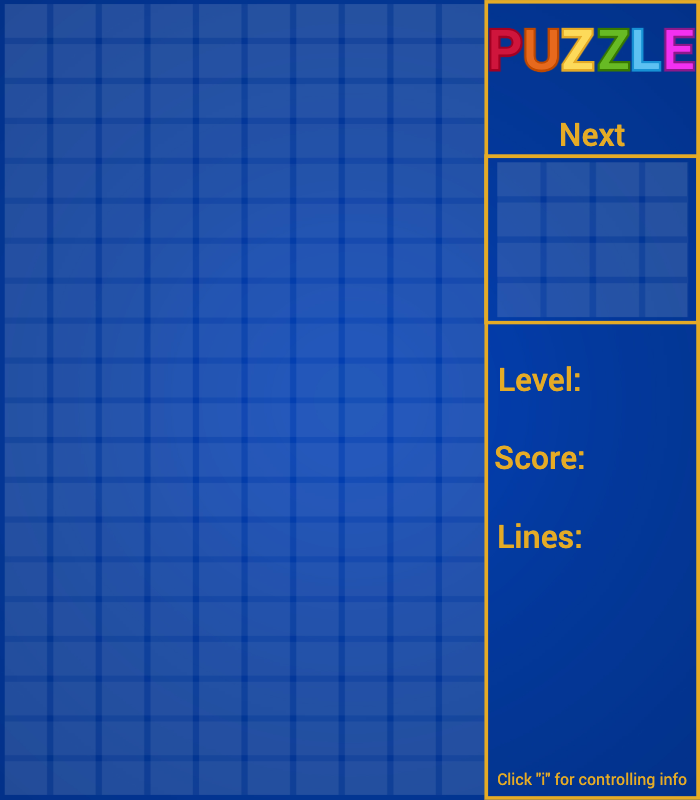 PUZZLE
Next
Level:
Score:
Lines:
Click "i" for controlling info